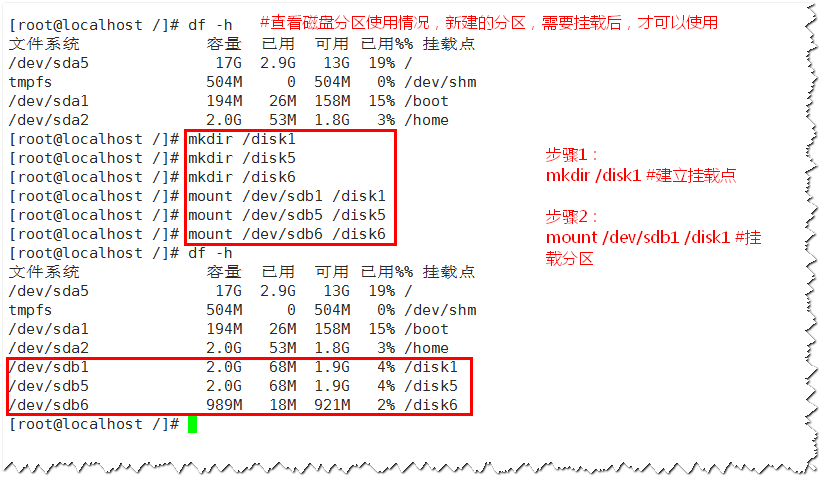 [root@localhost /]# df -h #查看磁盘分区使用情况，新建的分区，需要挂载后，才可以使用
文件系统 容量 已用 可用 已用%% 挂载点
/dev/sda5 17G 2.9G 13G 19% /
tmpfs 504M 0 504M 0% /dev/shm
/dev/sda1 194M 26M 158M 15% /boot
/dev/sda2 2.0G 53M 1.8G 3% /home
[root@localhost /]# mkdir /disk1
[root@localhost /]# mkdir /disk5
[root@localhost /]# mkdir /disk6
[root@localhost /]# mount /dev/sdb1 /disk1
[root@localhost /]# mount /dev/sdb5 /disk5
[root@localhost /]# mount /dev/sdb6 /disk6
[root@localhost /]# df -h
文件系统 容量 已用 可用 已用%% 挂载点
/dev/sda5 17G 2.9G 13G 19% /
tmpfs 504M 0 504M 0% /dev/shm
/dev/sda1 194M 26M 158M 15% /boot
/dev/sda2 2.0G 53M 1.8G 3% /home
/dev/sdb1 2.0G 68M 1.9G 4% /disk1
/dev/sdb5 2.0G 68M 1.9G 4% /disk5
/dev/sdb6 989M 18M 921M 2% /disk6
[root@localhost /]#
步骤1：
mkdir /disk1 #建立挂载点
步骤2：
mount /dev/sdb1 /disk1 #挂
载分区